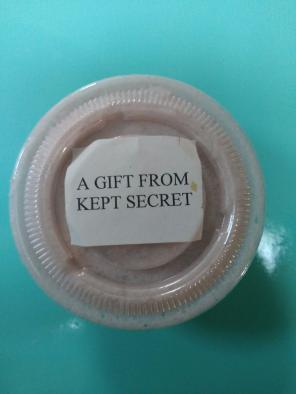 A GIFT FROM
KEPT SECRET